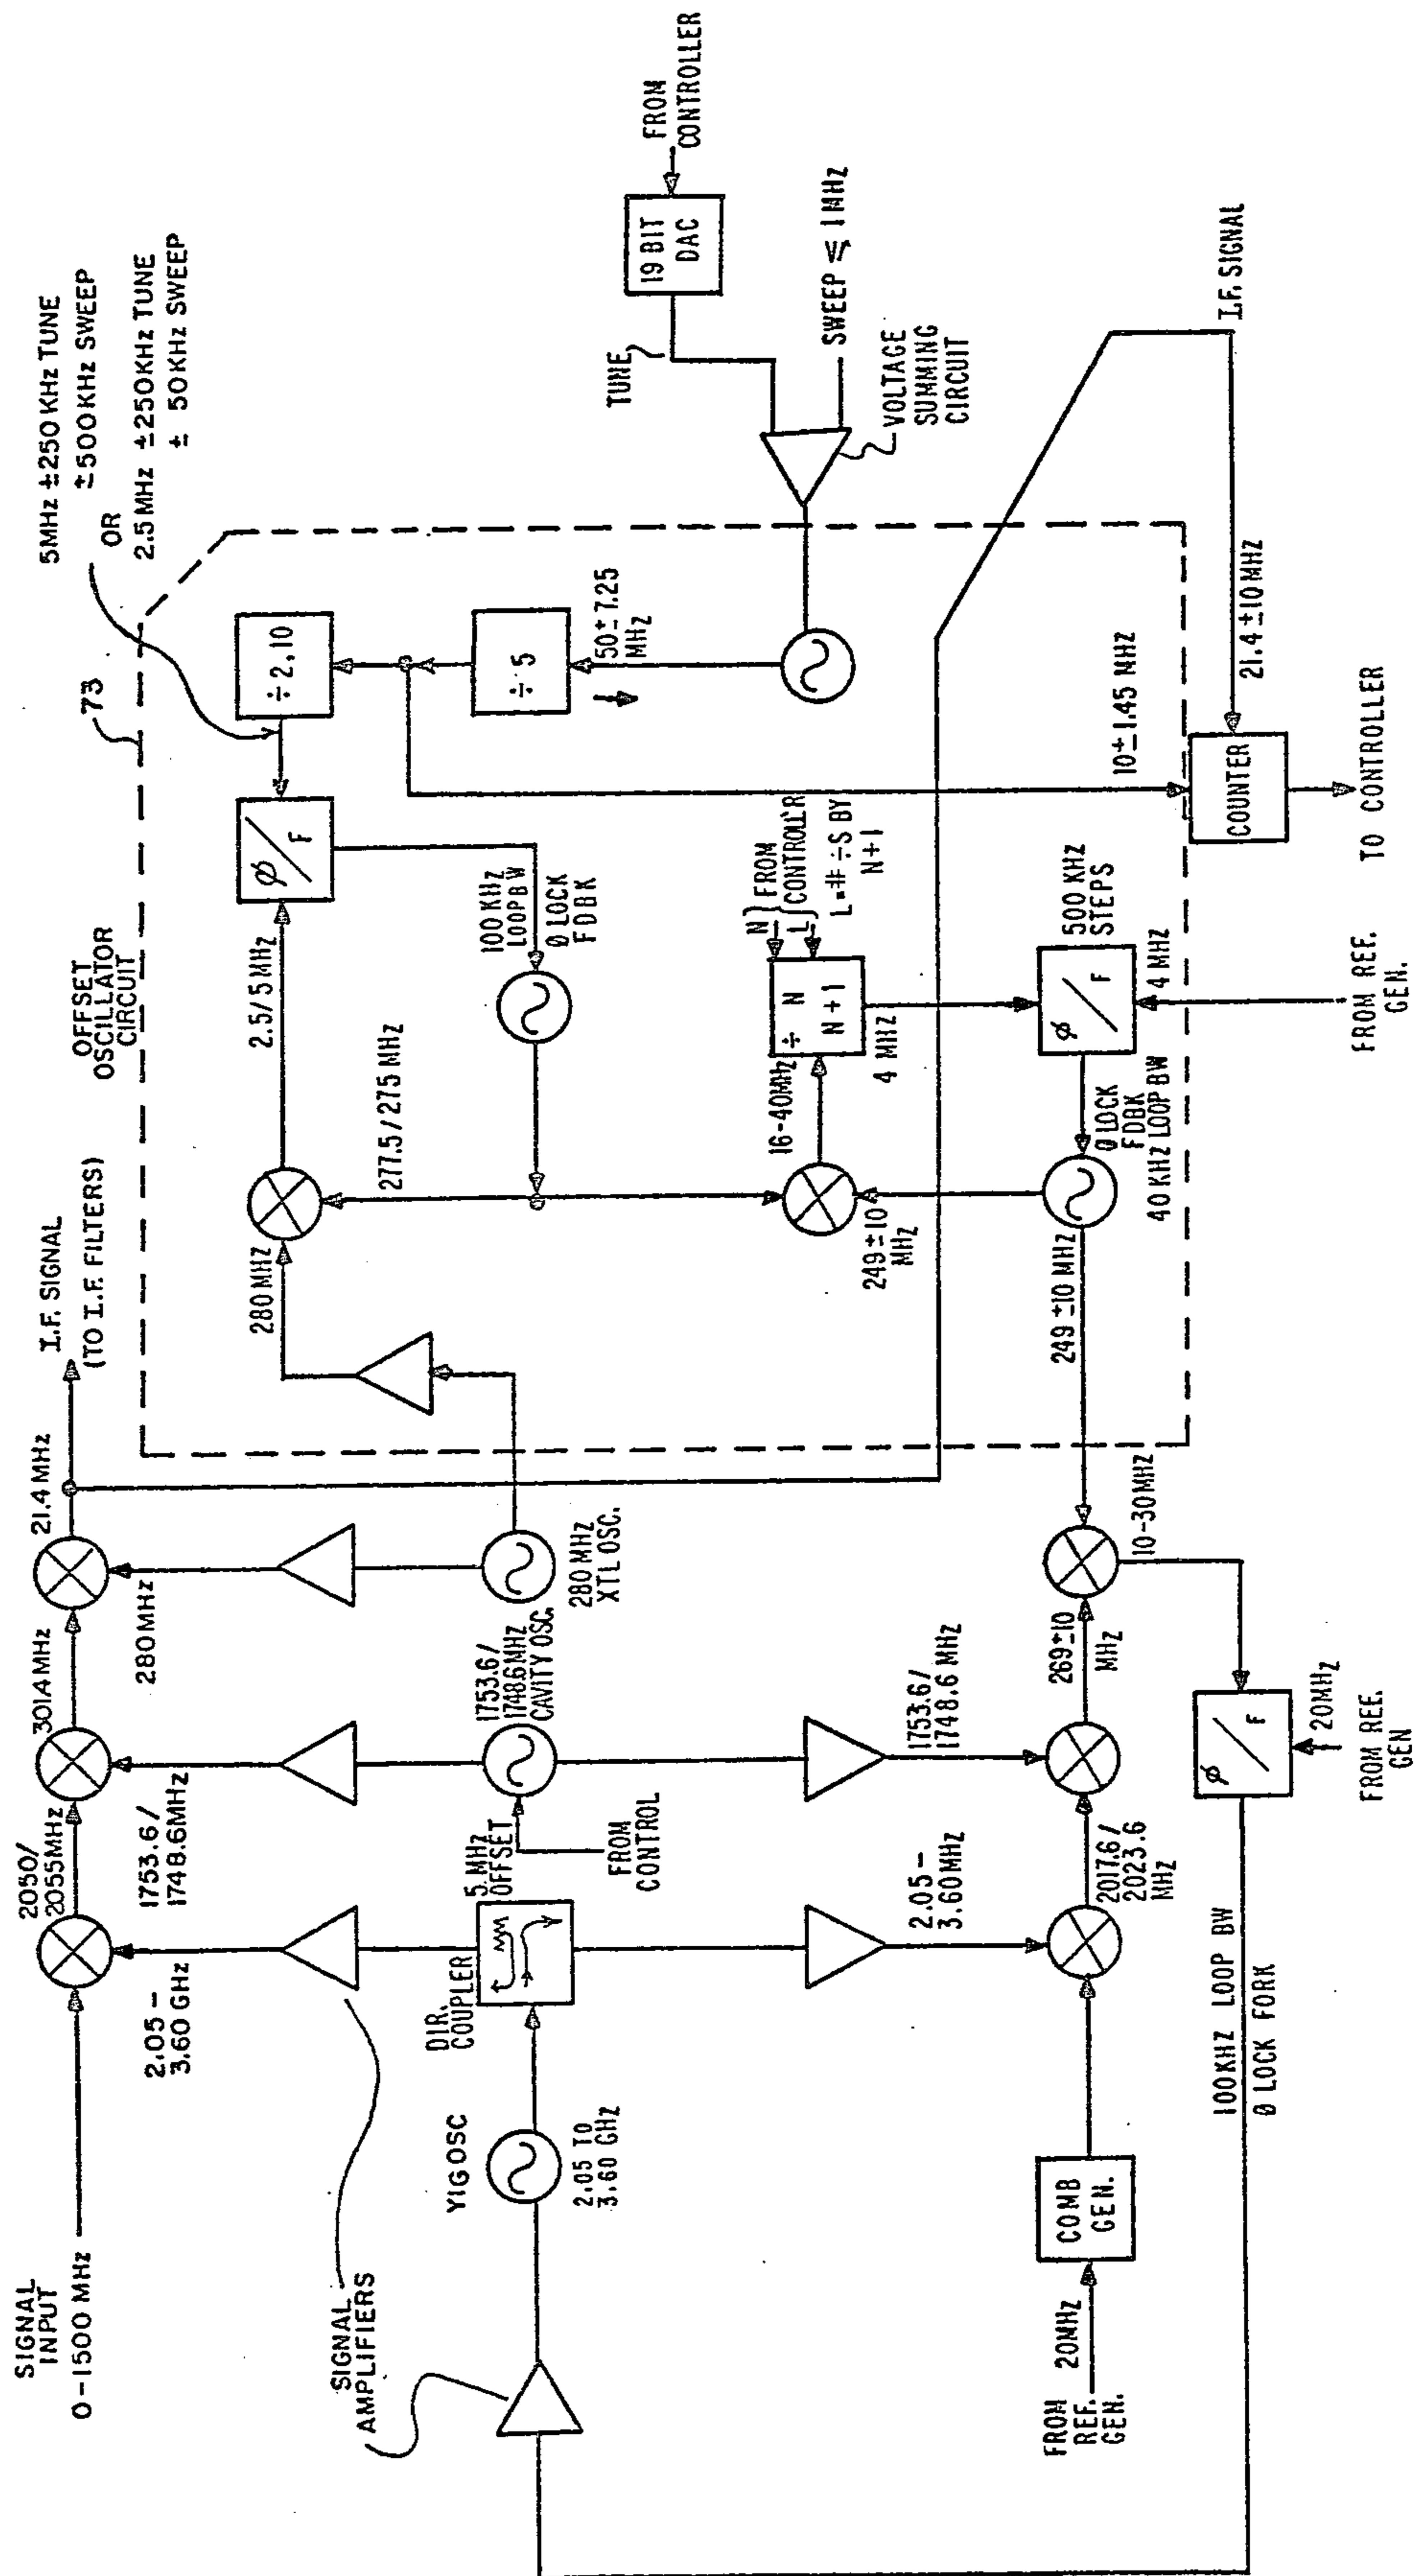 SIGNAL
INPUT
0-1500 MHz
2050/
2055MHz
301.4MHz
21.4 MHz
I.F. SIGNAL
(TO I.F. FILTERS)
2.05 -
3.60 GHz
1753.6/
1748.6MHz
280MHz
SIGNAL
AMPLIFIERS
YIG OSC
2.05 TO
3.60 GHz
DIR.
COUPLER
5 MHz
OFFSET
FROM
CONTROL
1753.6/
1748.6MHz
CAVITY OSC.
280 MHz
XTL OSC.
2.05 -
3.60MHz
1753.6/
1748.6 MHz
FROM
REF.
GEN.
20MHz
COMB
GEN.
2017.6/
2023.6
MHz
269±10
MHz
249 ±10 MHz
10-30MHz
Φ
F
20MHz
FROM REF.
GEN
100KHz LOOP BW
Ø LOCK FORK
OFFSET
OSCILLATOR
CIRCUIT
73
5MHz ±250 KHz TUNE
±500KHz SWEEP
OR
2.5 MHz ±250KHz TUNE
± 50KHz SWEEP
280 MHz
2.5/5MHz
Φ
F
÷ 2,10
277.5/275 MHz
100 KHz
LOOP BW
Ø LOCK
FDBK
÷ 5
50±7.25
MHz
TUNE
19 BIT
DAC
FROM
CONTROLLER
SWEEP ≤ 1MHz
VOLTAGE
SUMMING
CIRCUIT
249±10
MHz
16-40MHz
÷ N
N + 1
N
L
FROM
CONTROLL'R
L=# ÷S BY
N+1
4 MHz
Φ
F
500 KHz
STEPS
4 MHz
FROM REF.
GEN.
Ø LOCK
FDBK
40 KHz LOOP BW
10±1.45 MHz
COUNTER
TO CONTROLLER
21.4 ±10MHz
I.F. SIGNAL